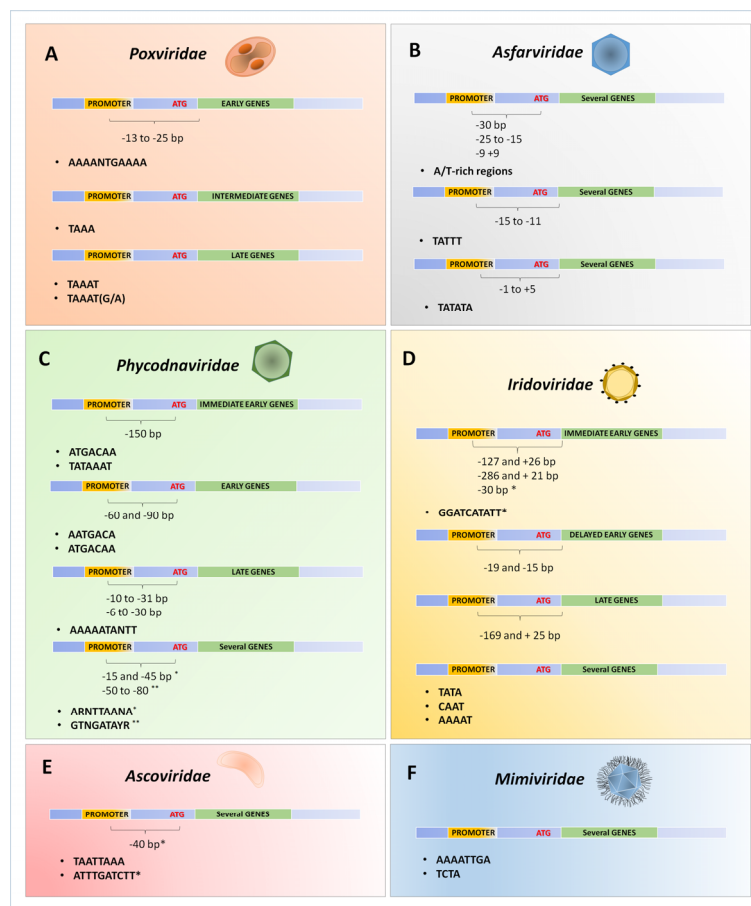 A
Poxviridae
PROMOTER ATG EARLY GENES
-13 to -25 bp
• AAAANTGAAAA
PROMOTER ATG INTERMEDIATE GENES
• TAAA
PROMOTER ATG LATE GENES
• TAAAT
• TAAAT(G/A)
B
Asfarviridae
PROMOTER ATG Several GENES
-30 bp
-25 to -15
-9 +9
• A/T-rich regions
PROMOTER ATG Several GENES
-15 to -11
• TATTT
PROMOTER ATG Several GENES
-1 to +5
• TATATA
C
Phycodnaviridae
PROMOTER ATG IMMEDIATE EARLY GENES
-150 bp
• ATGACAA
• TATAAAT
PROMOTER ATG EARLY GENES
-60 and -90 bp
• AATGACA
• ATGACAA
PROMOTER ATG LATE GENES
-10 to -31 bp
-6 to -30 bp
• AAAAATANTT
PROMOTER ATG Several GENES
-15 and -45 bp *
-50 to -80 **
• ARNTTAANA*
• GTNGATAYR **
D
Iridoviridae
PROMOTER ATG IMMEDIATE EARLY GENES
-127 and +26 bp
-286 and + 21 bp
-30 bp *
• GGATCATATT*
PROMOTER ATG DELAYED EARLY GENES
-19 and -15 bp
PROMOTER ATG LATE GENES
-169 and + 25 bp
PROMOTER ATG Several GENES
• TATA
• CAAT
• AAAAT
E
Ascoviridae
PROMOTER ATG Several GENES
-40 bp*
• TAATTAAA
• ATTTGATCTT*
F
Mimiviridae
PROMOTER ATG Several GENES
• AAAATTGA
• TCTA